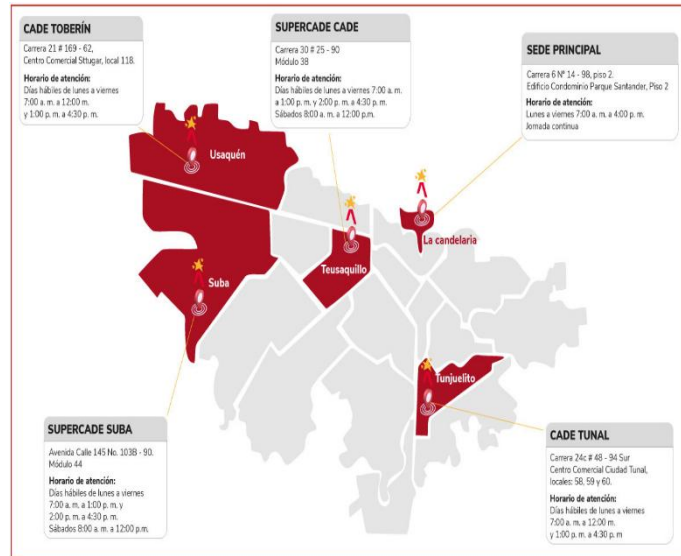 CADE TOBERÍN
Carrera 21 # 169 - 62,
Centro Comercial Sttugar, local 118.
Horario de atención:
Días hábiles de lunes a viernes
7:00 a. m. a 12:00 m.
y 1:00 p. m. a 4:30 p. m.
SUPERCADE CADE
Carrera 30 # 25 - 90
Módulo 38
Horario de atención:
Días hábiles de lunes a viernes 7:00 a. m.
a 1:00 p. m. y 2:00 p. m. a 4:30 p. m.
Sábados 8:00 a. m. a 12:00 p.m.
SEDE PRINCIPAL
Carrera 6 Nº 14 - 98, piso 2.
Edificio Condominio Parque Santander, Piso 2
Horario de atención:
Lunes a viernes 7:00 a. m. a 4:00 p. m.
Jornada continua
Usaquén
La candelaria
Teusaquillo
Suba
Tunjuelito
SUPERCADE SUBA
Avenida Calle 145 No. 103B - 90.
Módulo 44
Horario de atención:
Días hábiles de lunes a viernes
7:00 a. m. a 1:00 p. m. y
2:00 p. m. a 4:30 p. m.
Sábados 8:00 a. m. a 12:00 p.m.
CADE TUNAL
Carrera 24c # 48 - 94 Sur
Centro Comercial Ciudad Tunal,
locales: 58, 59 y 60.
Horario de atención:
Días hábiles de lunes a viernes
7:00 a. m. a 12:00 m.
y 1:00 p. m. a 4:30 p. m